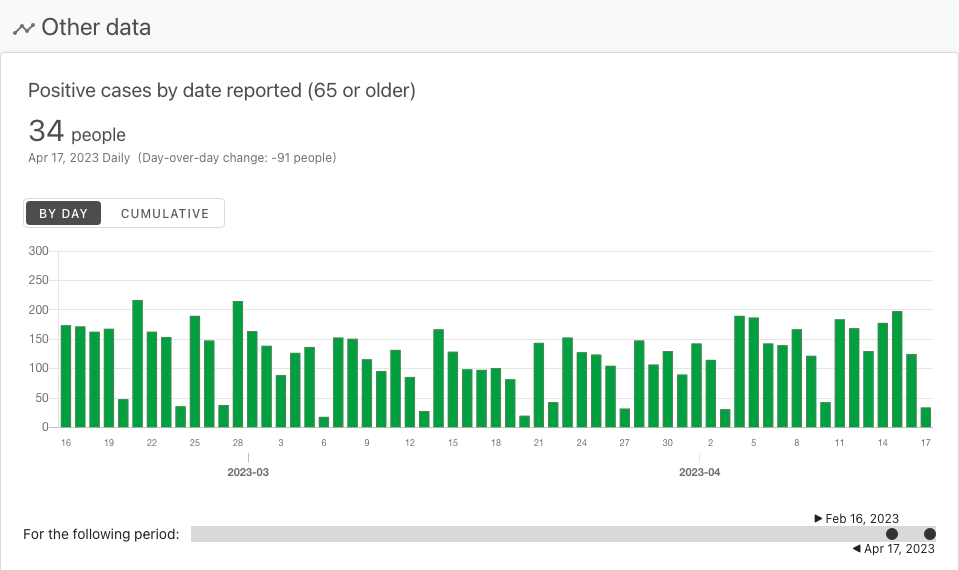 Other data
Positive cases by date reported (65 or older)
34 people
Apr 17, 2023 Daily (Day-over-day change: -91 people)
BY DAY CUMULATIVE
300
250
200
150
100
50
0
16 19 22 25 28 3 6 9 12 15 18 21 24 27 30 2 5 8 11 14 17
2023-03 2023-04
▶ Feb 16, 2023
For the following period:
◀ Apr 17, 2023